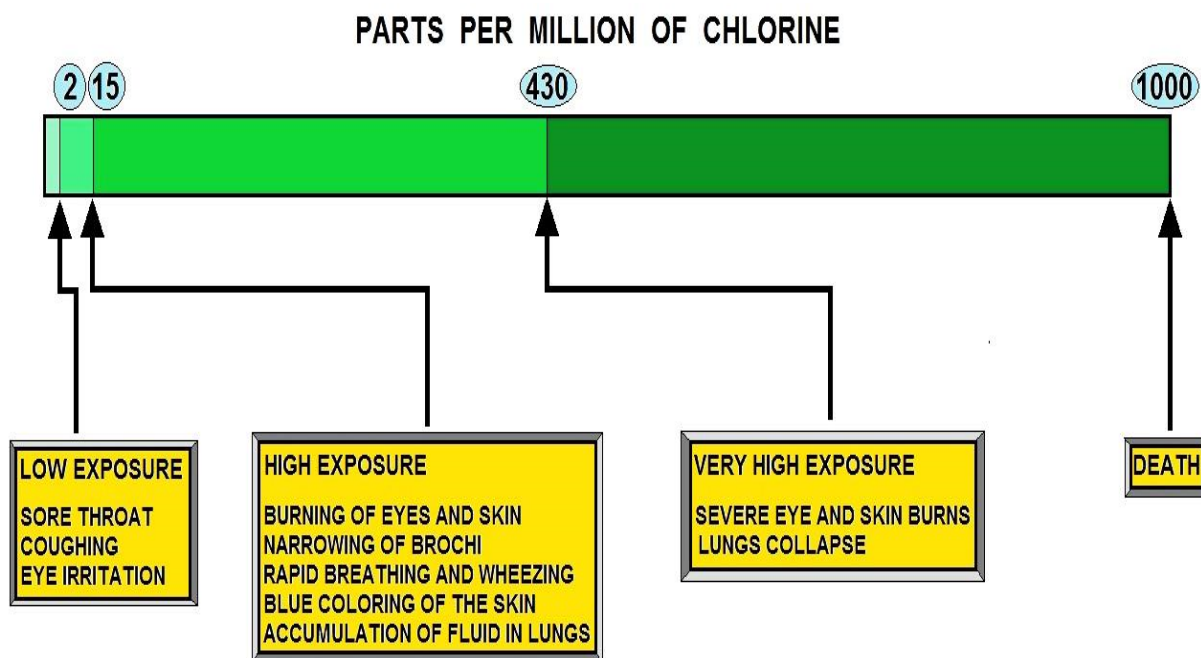 PARTS PER MILLION OF CHLORINE
2 15 430 1000
LOW EXPOSURE
SORE THROAT
COUGHING
EYE IRRITATION
HIGH EXPOSURE
BURNING OF EYES AND SKIN
NARROWING OF BROCHI
RAPID BREATHING AND WHEEZING
BLUE COLORING OF THE SKIN
ACCUMULATION OF FLUID IN LUNGS
VERY HIGH EXPOSURE
SEVERE EYE AND SKIN BURNS
LUNGS COLLAPSE
DEATH